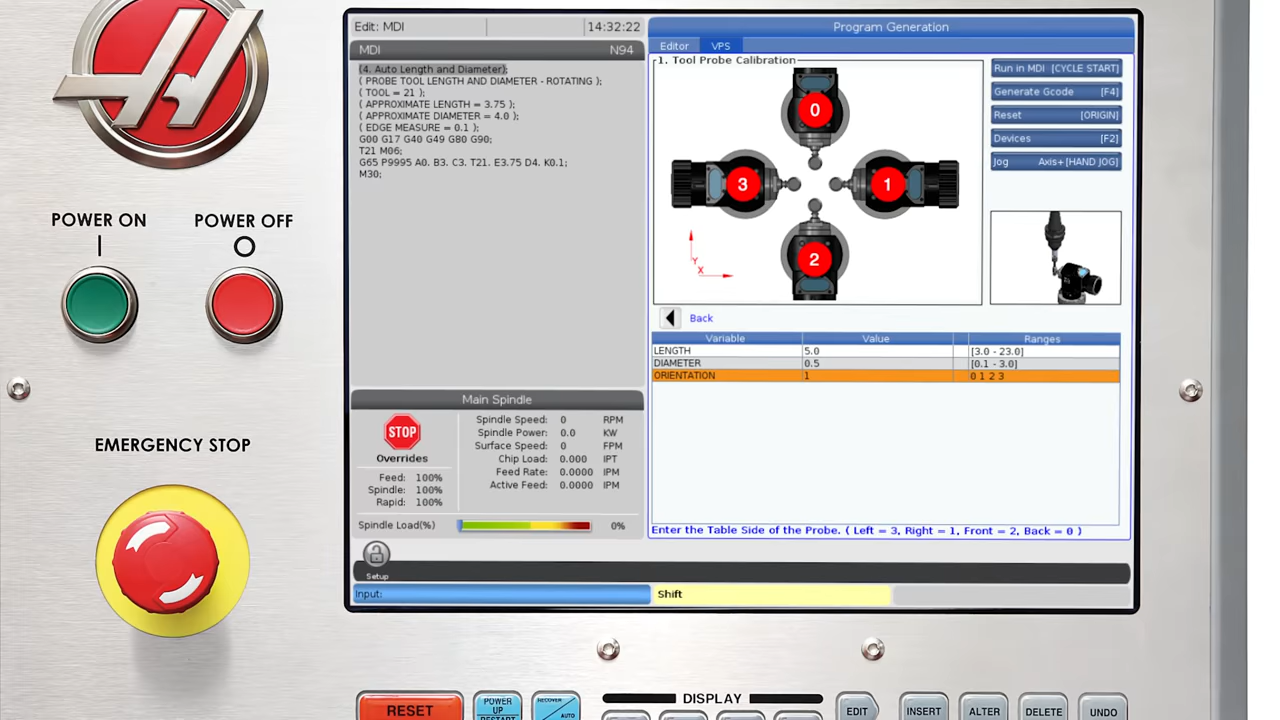 Edit: MDI
14:32:22
Program Generation
MDI
N94
(4. Auto Length and Diameter);
( PROBE TOOL LENGTH AND DIAMETER - ROTATING );
( TOOL = 21 );
( APPROXIMATE LENGTH = 3.75 );
( APPROXIMATE DIAMETER = 4.0 );
( EDGE MEASURE = 0.1 );
G00 G17 G40 G49 G80 G90;
T21 M06;
G65 P9995 A0. B3. C3. T21. E3.75 D4. K0.1;
M30;
Editor VPS
1. Tool Probe Calibration
0
3
1
2
Y
X
Run in MDI [CYCLE START]
Generate Gcode [F4]
Reset [ORIGIN]
Devices [F2]
Jog Axis+[HAND JOG]
Back
Variable Value Ranges
LENGTH 5.0 [3.0 - 23.0]
DIAMETER 0.5 [0.1 - 3.0]
ORIENTATION 1 0 1 2 3
Enter the Table Side of the Probe. ( Left = 3, Right = 1, Front = 2, Back = 0 )
Main Spindle
STOP
Overrides
Feed: 100%
Spindle: 100%
Rapid: 100%
Spindle Speed: 0 RPM
Spindle Power: 0.0 KW
Surface Speed: 0 FPM
Chip Load: 0.000 IPT
Feed Rate: 0.0000 IPM
Active Feed: 0.0000 IPM
Spindle Load(%) 0%
Setup
Input:
Shift
POWER ON
POWER OFF
EMERGENCY STOP
RESET
POWER
UP
RESTART
RECOVER
AUTO
DISPLAY
EDIT
INSERT
ALTER
DELETE
UNDO